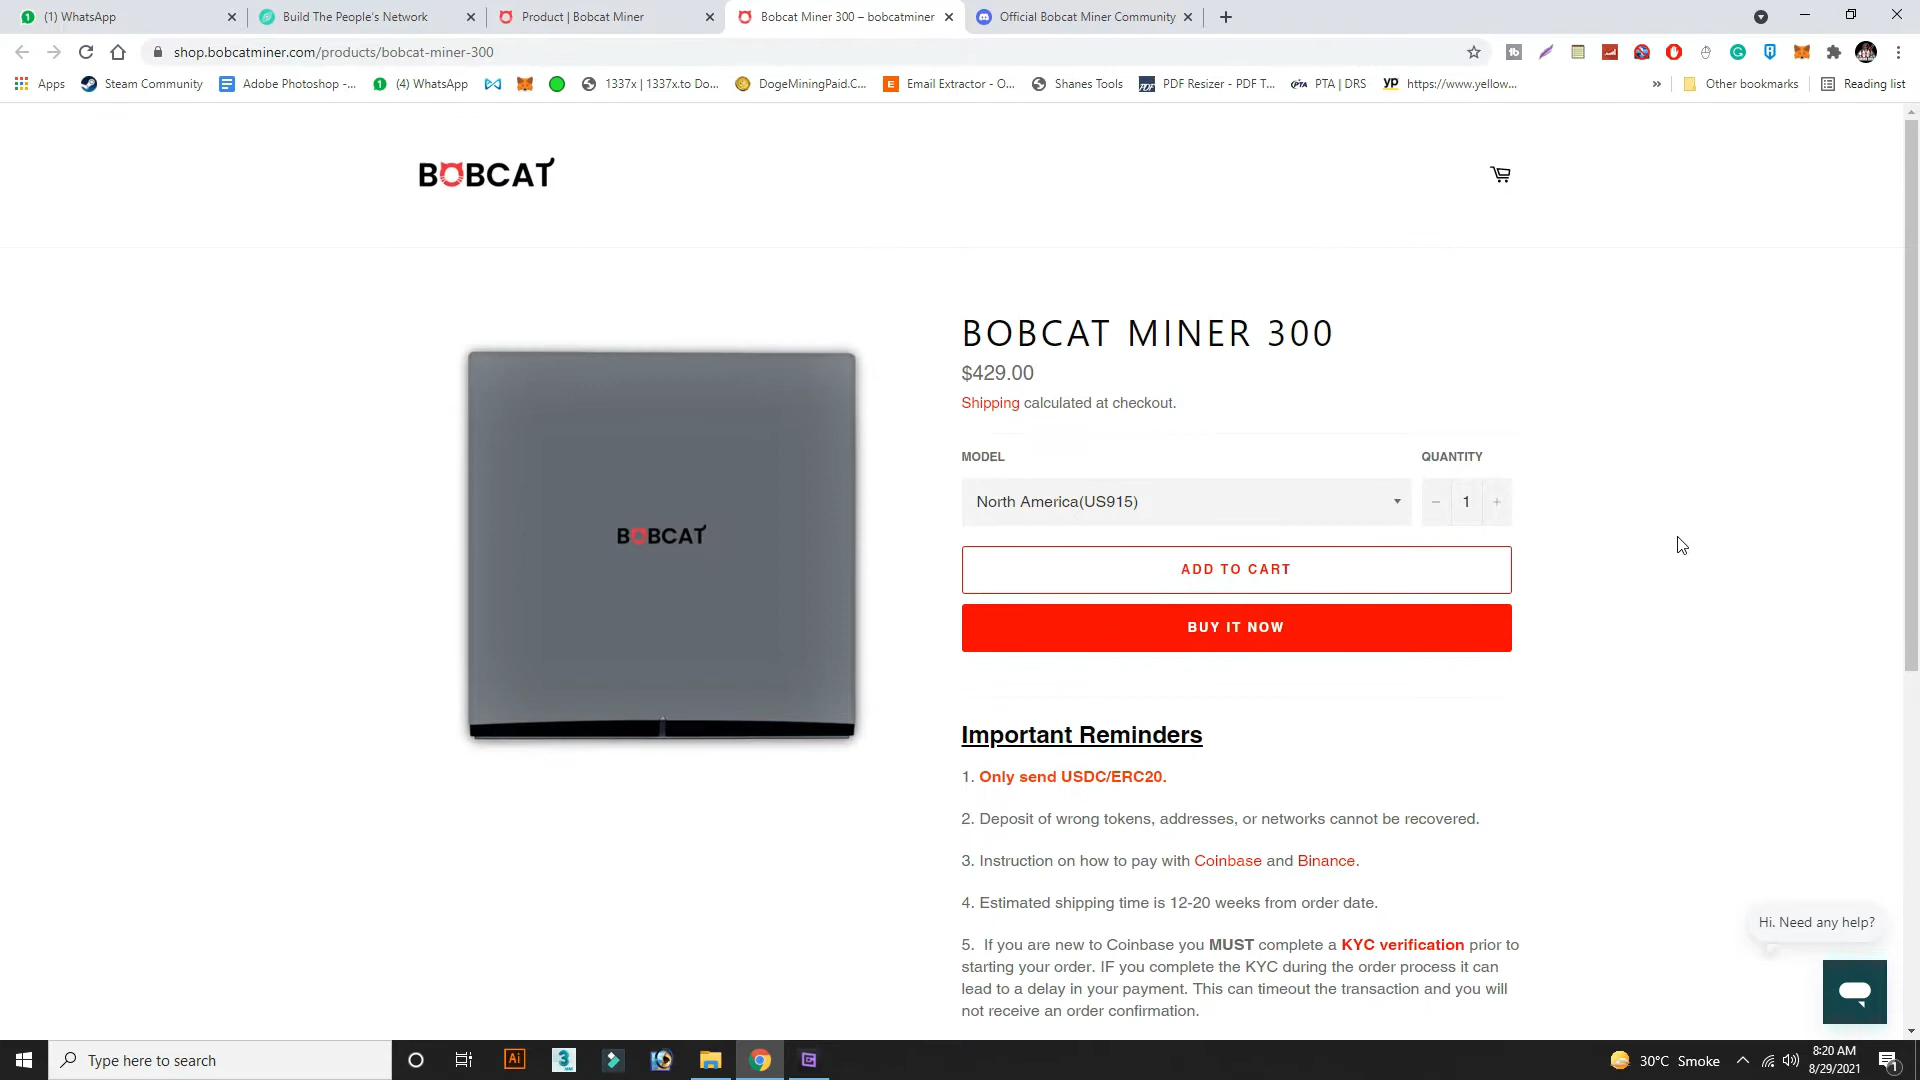 (1) WhatsApp
Build The People's Network
Product | Bobcat Miner
Bobcat Miner 300 – bobcatminer
Official Bobcat Miner Community
shop.bobcatminer.com/products/bobcat-miner-300
Apps
Steam Community
Adobe Photoshop -...
(4) WhatsApp
1337x | 1337x.to Do...
DogeMiningPaid.C...
Email Extractor - O...
Shanes Tools
PDF Resizer - PDF T...
PTA | DRS
https://www.yellow...
Other bookmarks
Reading list
BOBCAT
BOBCAT
BOBCAT MINER 300
$429.00
Shipping calculated at checkout.
MODEL
QUANTITY
North America(US915)
− 1 +
ADD TO CART
BUY IT NOW
Important Reminders
1. Only send USDC/ERC20.
2. Deposit of wrong tokens, addresses, or networks cannot be recovered.
3. Instruction on how to pay with Coinbase and Binance.
4. Estimated shipping time is 12-20 weeks from order date.
5. If you are new to Coinbase you MUST complete a KYC verification prior to
starting your order. IF you complete the KYC during the order process it can
lead to a delay in your payment. This can timeout the transaction and you will
not receive an order confirmation.
Hi. Need any help?
Type here to search
30°C Smoke
8:20 AM
8/29/2021